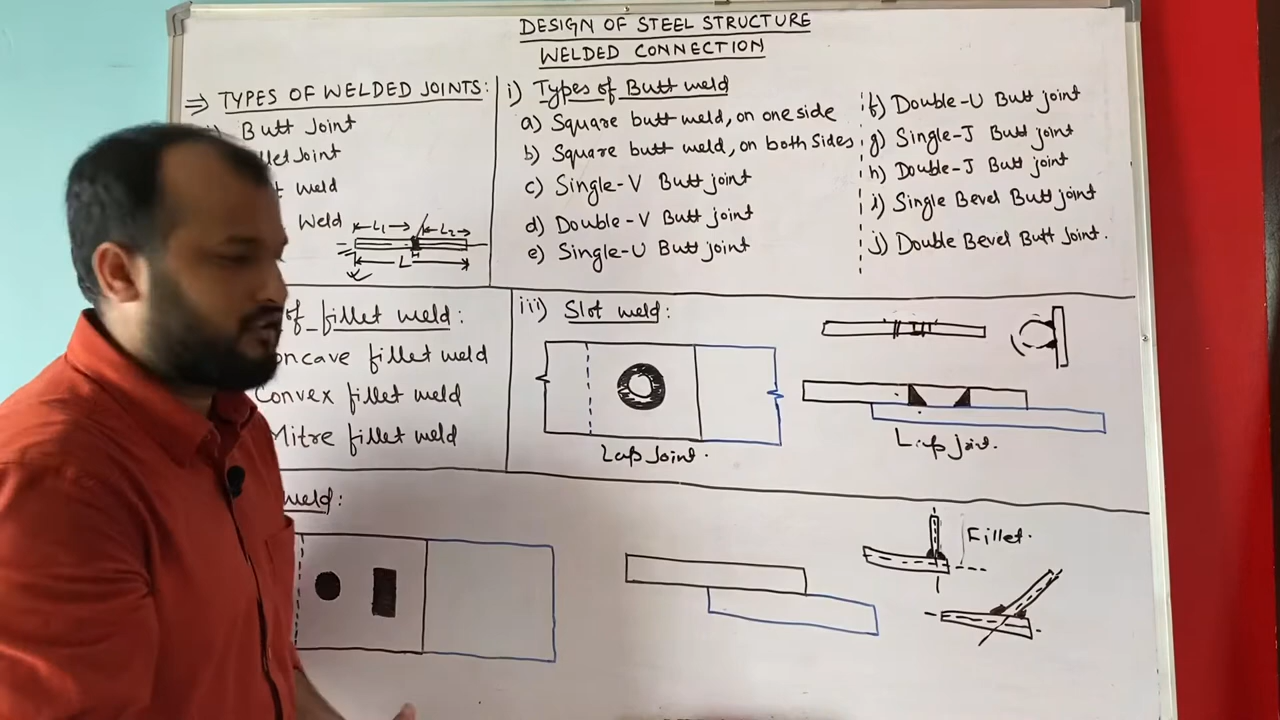 DESIGN OF STEEL STRUCTURE
WELDED CONNECTION
⇒ TYPES OF WELDED JOINTS:
Butt Joint
Joint
weld
Weld
L₁
L₂
L
i) Types of Butt weld
a) Square butt weld, on one side
b) Square butt weld, on both Sides
c) Single-V Butt joint
d) Double-V Butt joint
e) Single-U Butt joint
f) Double-U Butt joint
g) Single-J Butt joint
h) Double-J Butt joint
i) Single Bevel Butt joint
j) Double Bevel Butt Joint.
of fillet weld:
oncave fillet weld
Convex fillet weld
Mitre fillet weld
iii) Slot weld:
Lap Joint.
Lap Joint.
weld:
Fillet.